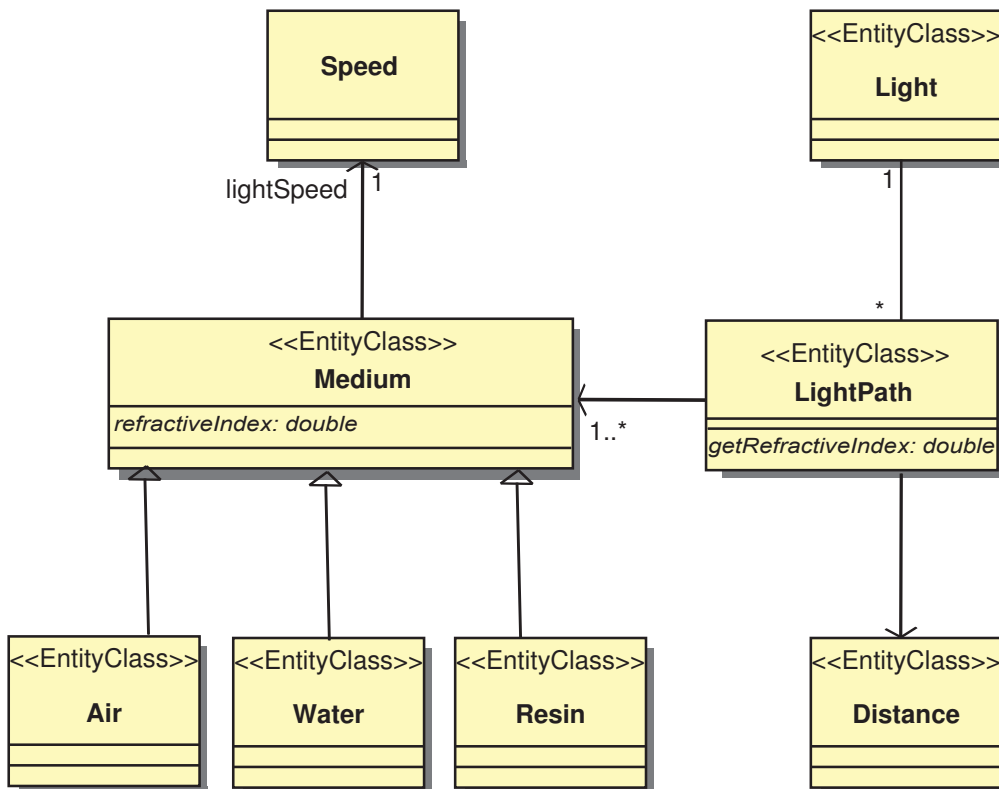 Speed
<<EntityClass>>
Light
lightSpeed
1
1
*
<<EntityClass>>
Medium
refractiveIndex: double
<<EntityClass>>
LightPath
getRefractiveIndex: double
1..*
<<EntityClass>>
Air
<<EntityClass>>
Water
<<EntityClass>>
Resin
<<EntityClass>>
Distance